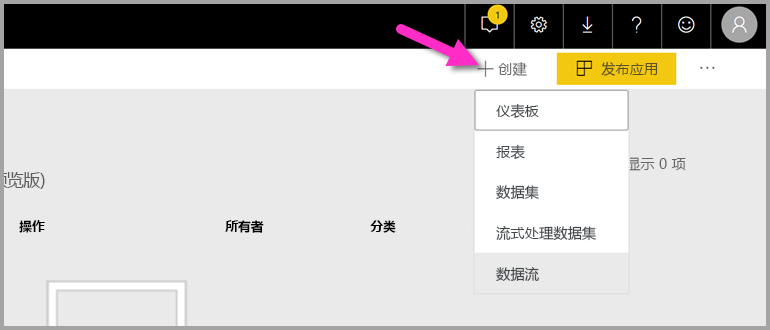 1
?
创建
发布应用
仪表板
报表
显示 0 项
览版)
数据集
操作
所有者
分类
流式处理数据集
数据流